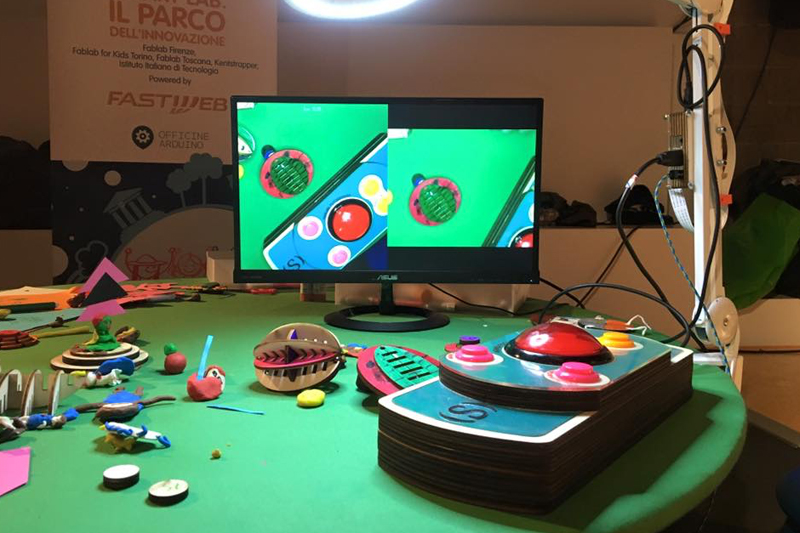 IL PARCO
DELL'INNOVAZIONE
Fablab Firenze,
Fablab for Kids Torino, Fablab Toscana, Kentstrapper,
Istituto Italiano di Tecnologia
Powered by
FASTWEB
OFFICINE
ARDUINO
ASUS
(S)
(S)